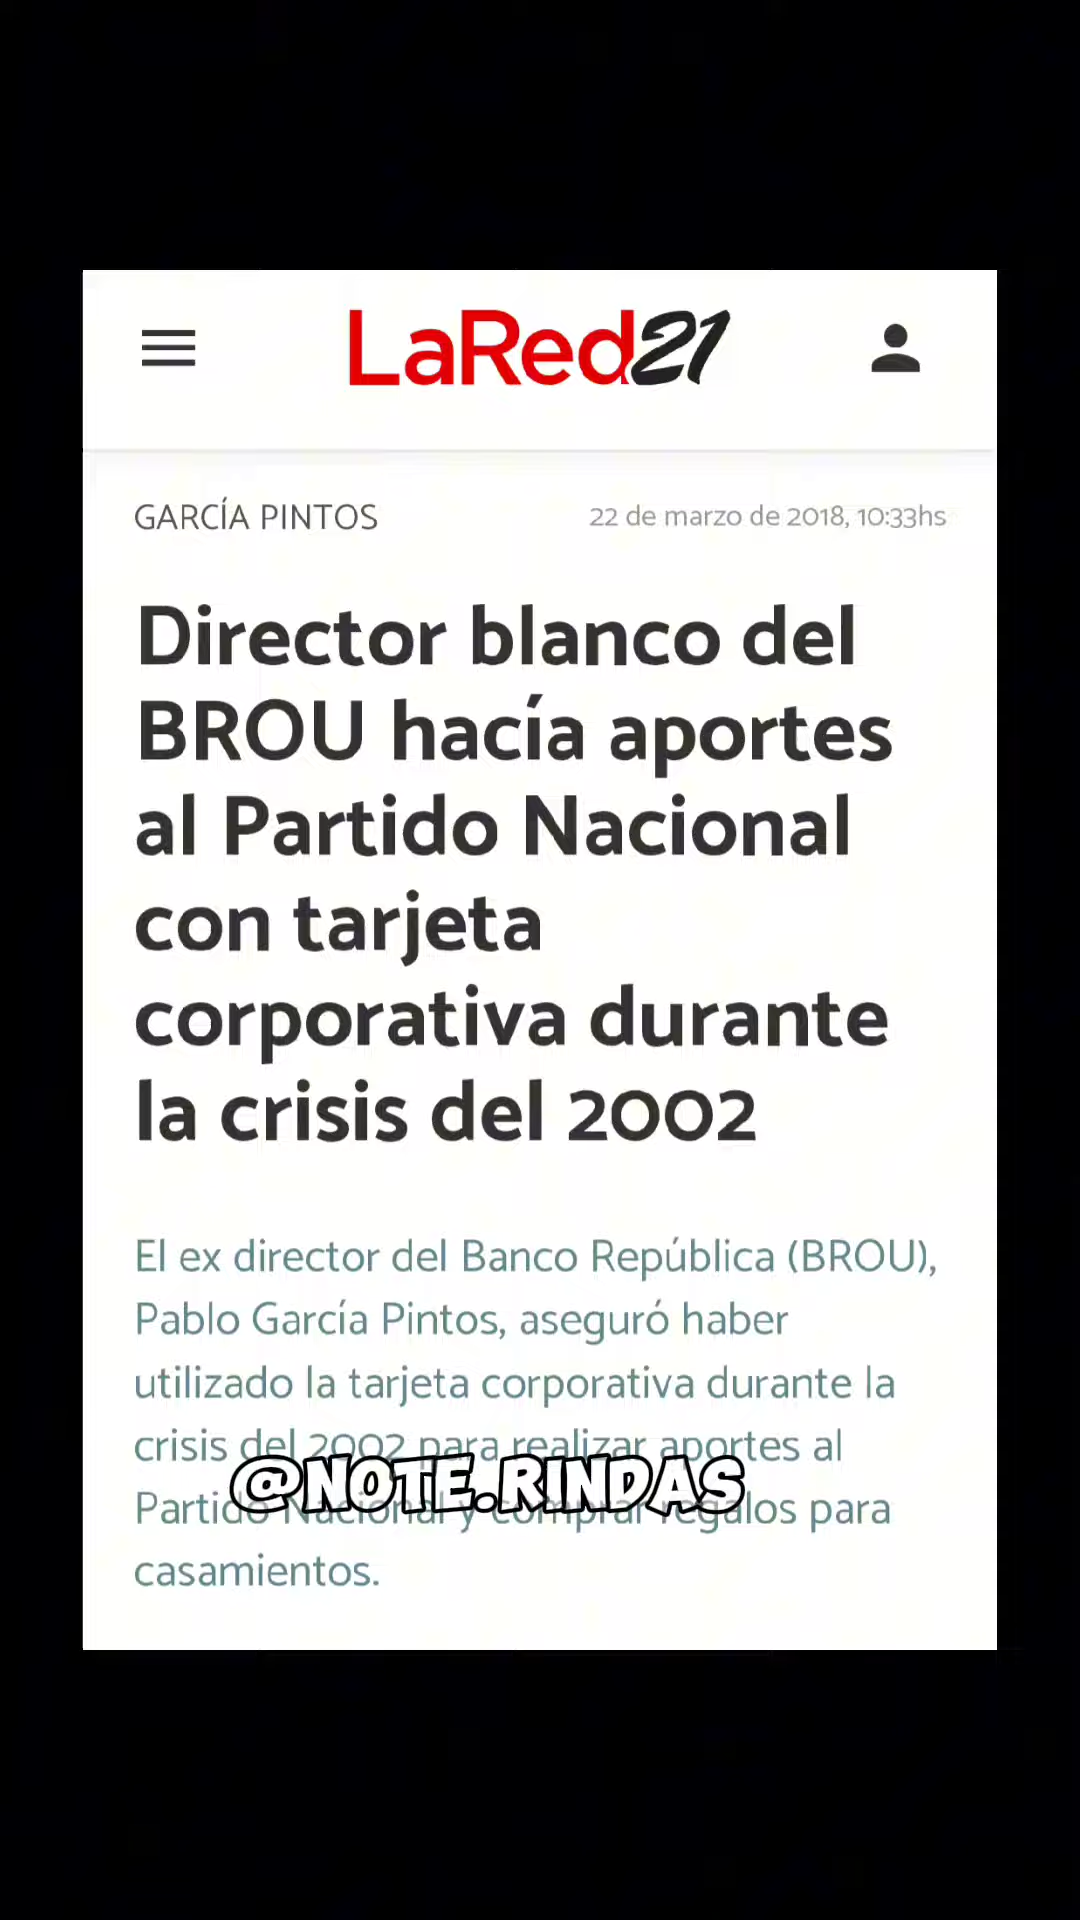 LaRed21
GARCÍA PINTOS
22 de marzo de 2018, 10:33hs
Director blanco del
BROU hacía aportes
al Partido Nacional
con tarjeta
corporativa durante
la crisis del 2002
El ex director del Banco República (BROU),
Pablo García Pintos, aseguró haber
utilizado la tarjeta corporativa durante la
crisis del 2002 para realizar aportes al
@NOTE.RINDAS
Partido Nacional y comprar regalos para
casamientos.